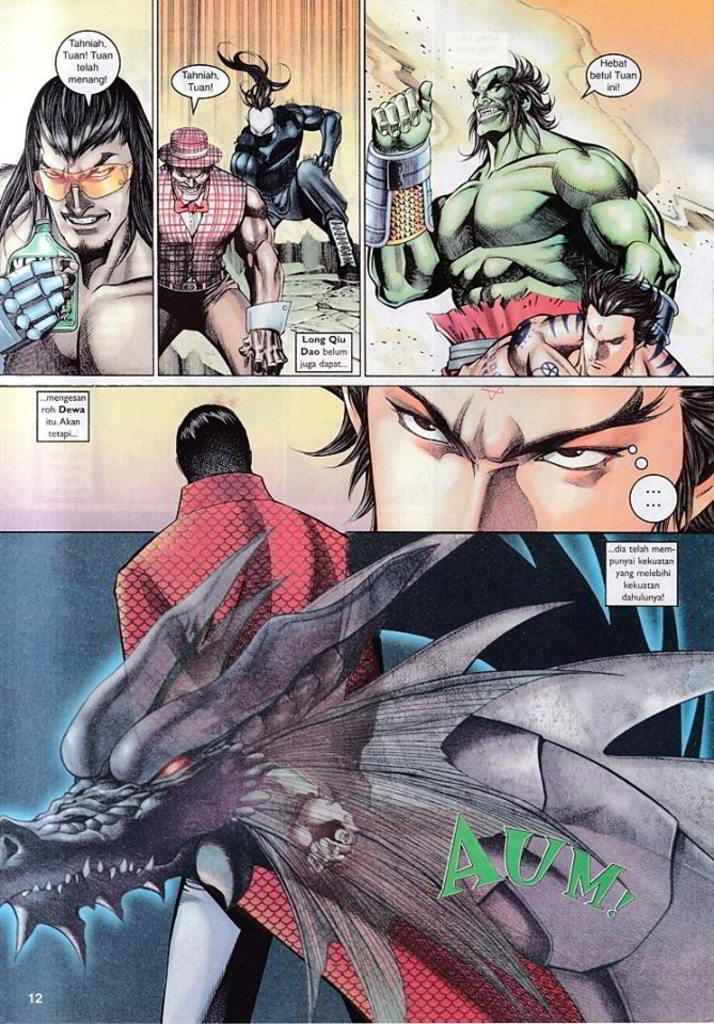 Tahniah,
Tuan! Tuan
telah
menang!
Tahniah,
Tuan!
Long Qiu
Dao belum
juga dapat...
Hebat
betul Tuan
ini!
...mengesan
roh Dewa
itu. Akan
tetapi...
...
...
...dia telah mem-
punyai kekuatan
yang melebihi
kekuatan
dahulunya!
AUM!
12